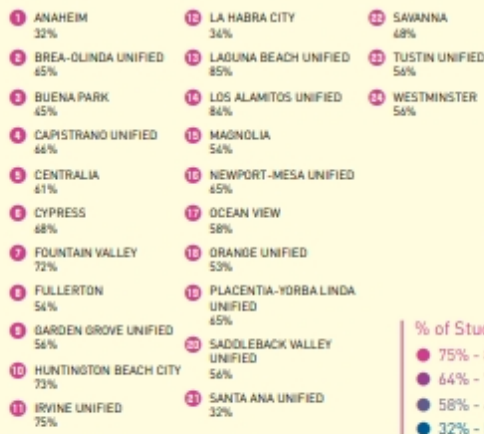 1 ANAHEIM
32%
2 BREA-OLINDA UNIFIED
65%
3 BUENA PARK
45%
4 CAPISTRANO UNIFIED
66%
5 CENTRALIA
61%
6 CYPRESS
68%
7 FOUNTAIN VALLEY
72%
8 FULLERTON
54%
9 GARDEN GROVE UNIFIED
56%
10 HUNTINGTON BEACH CITY
73%
11 IRVINE UNIFIED
75%
12 LA HABRA CITY
34%
13 LAGUNA BEACH UNIFIED
85%
14 LOS ALAMITOS UNIFIED
84%
15 MAGNOLIA
54%
16 NEWPORT-MESA UNIFIED
65%
17 OCEAN VIEW
58%
18 ORANGE UNIFIED
53%
19 PLACENTIA-YORBA LINDA
UNIFIED
65%
20 SADDLEBACK VALLEY
UNIFIED
56%
21 SANTA ANA UNIFIED
32%
22 SAVANNA
48%
23 TUSTIN UNIFIED
56%
24 WESTMINSTER
56%
% of Stu
75% -
64% -
58% -
32% -